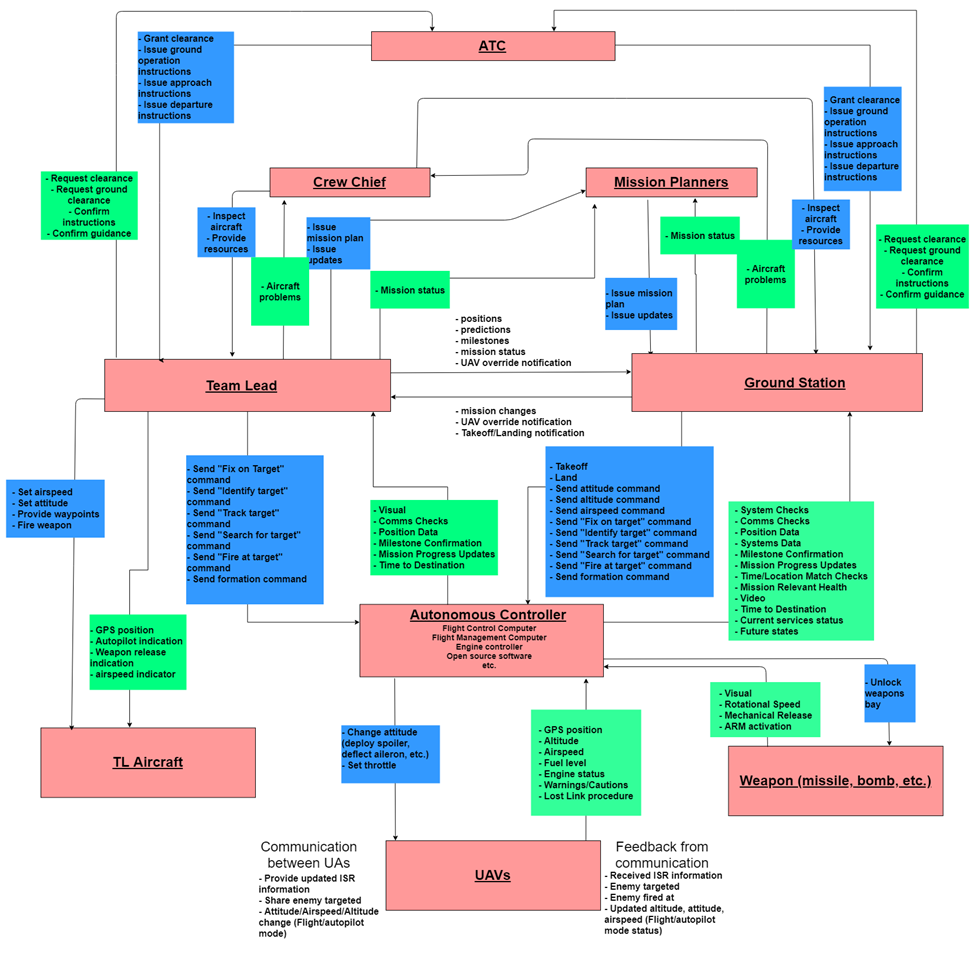 ATC
- Grant clearance
- Issue ground
operation
instructions
- Issue approach
instructions
- Issue departure
instructions
- Grant clearance
- Issue ground
operation
instructions
- Issue approach
instructions
- Issue departure
instructions
- Request clearance
- Request ground
clearance
- Confirm
instructions
- Confirm guidance
Crew Chief
Mission Planners
- Inspect
aircraft
- Provide
resources
- Issue
mission plan
- Issue
updates
- Aircraft
problems
- Mission status
- Mission status
- Issue mission
plan
- Issue updates
- Aircraft
problems
- Inspect
aircraft
- Provide
resources
- Request clearance
- Request ground
clearance
- Confirm
instructions
- Confirm guidance
- positions
- predictions
- milestones
- mission status
- UAV override notification
Team Lead
Ground Station
- mission changes
- UAV override notification
- Takeoff/Landing notification
- Set airspeed
- Set attitude
- Provide waypoints
- Fire weapon
- Send "Fix on Target"
command
- Send "Identify target"
command
- Send "Track target"
command
- Send "Search for target"
command
- Send "Fire at target"
command
- Send formation command
- Visual
- Comms Checks
- Position Data
- Milestone Confirmation
- Mission Progress Updates
- Time to Destination
- Takeoff
- Land
- Send attitude command
- Send altitude command
- Send airspeed command
- Send "Fix on target" command
- Send "Identify target" command
- Send "Track target" command
- Send "Search for target" command
- Send "Fire at target" command
- Send formation command
- System Checks
- Comms Checks
- Position Data
- Systems Data
- Milestone Confirmation
- Mission Progress Updates
- Time/Location Match Checks
- Mission Relevant Health
- Video
- Time to Destination
- Current services status
- Future states
- GPS position
- Autopilot indication
- Weapon release
indication
- airspeed indicator
Autonomous Controller
Flight Control Computer
Flight Management Computer
Engine controller
Open source software
etc.
TL Aircraft
- Change attitude
(deploy spoiler,
deflect aileron, etc.)
- Set throttle
- GPS position
- Altitude
- Airspeed
- Fuel level
- Engine status
- Warnings/Cautions
- Lost Link procedure
- Visual
- Rotational Speed
- Mechanical Release
- ARM activation
- Unlock
weapons
bay
Weapon (missile, bomb, etc.)
Communication
between UAs
- Provide updated ISR
information
- Share enemy targeted
- Attitude/Airspeed/Altitude
change (Flight/autopilot
mode)
UAVs
Feedback from
communication
- Received ISR information
- Enemy targeted
- Enemy fired at
- Updated altitude, attitude,
airspeed (Flight/autopilot
mode status)